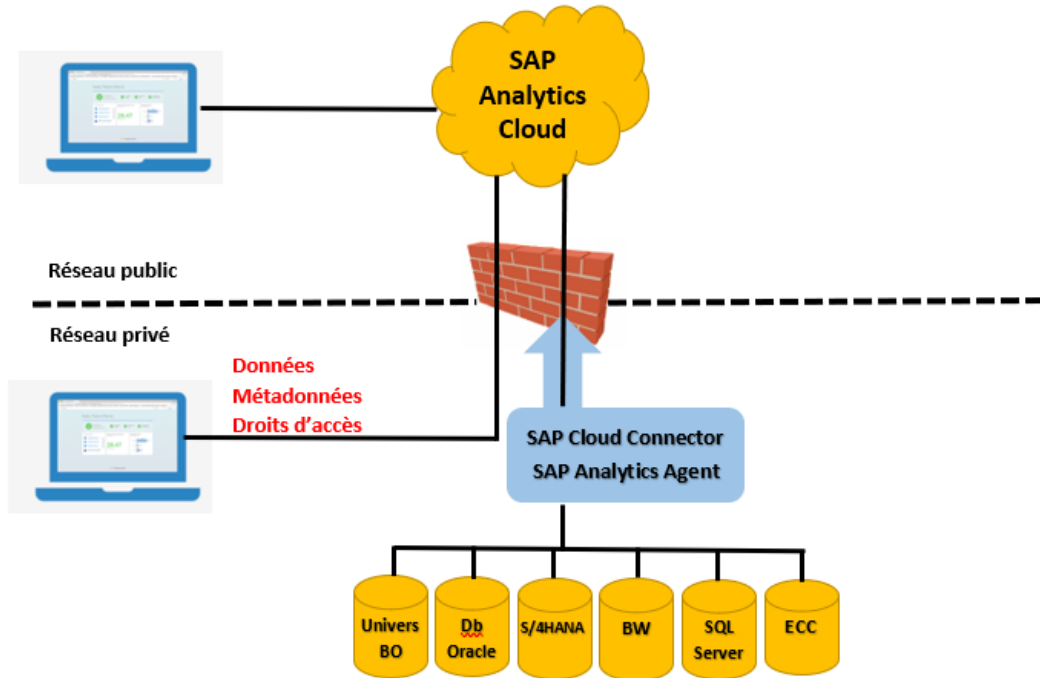 SAP
Analytics
Cloud
Réseau public
Réseau privé
Données
Métadonnées
Droits d’accès
SAP Cloud Connector
SAP Analytics Agent
Univers
BO
Db
Oracle
S/4HANA
BW
SQL
Server
ECC